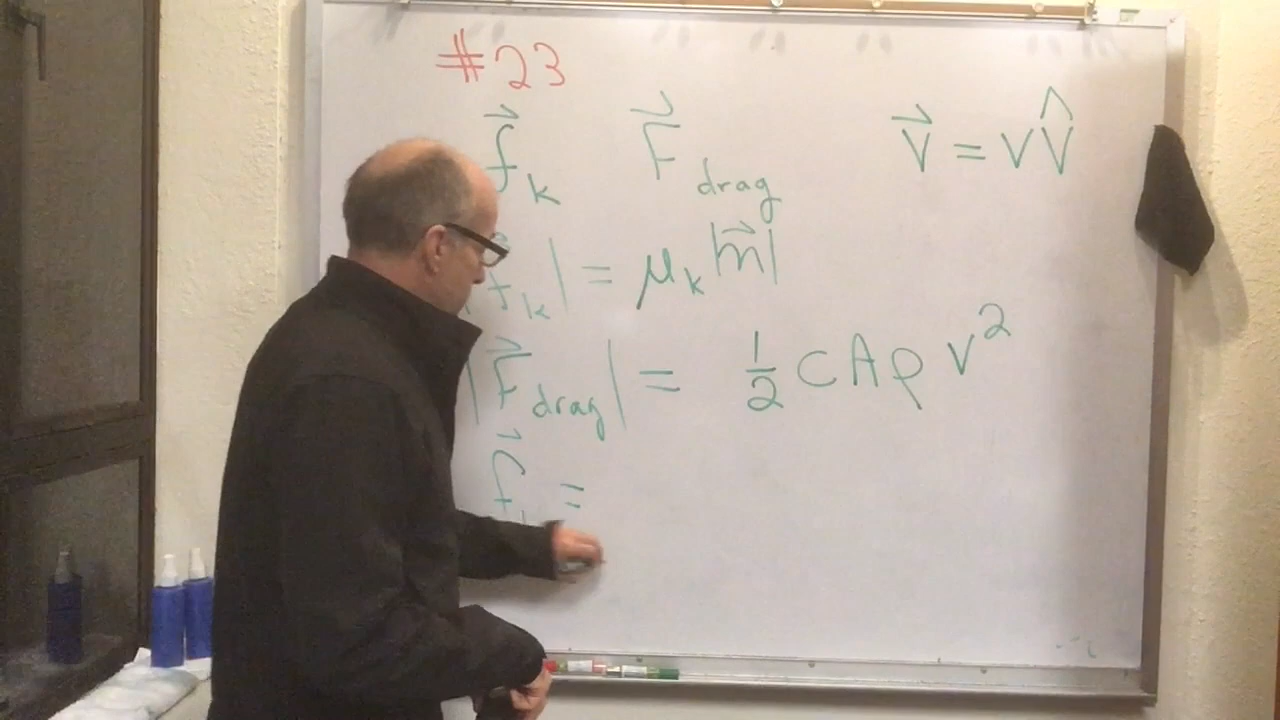 #23
f⃗ₖ F⃗ drag v⃗ = v v̂
f⃗ₖ| = μₖ |n⃗|
|F⃗ drag| = ½ C A ρ v²
f⃗ =